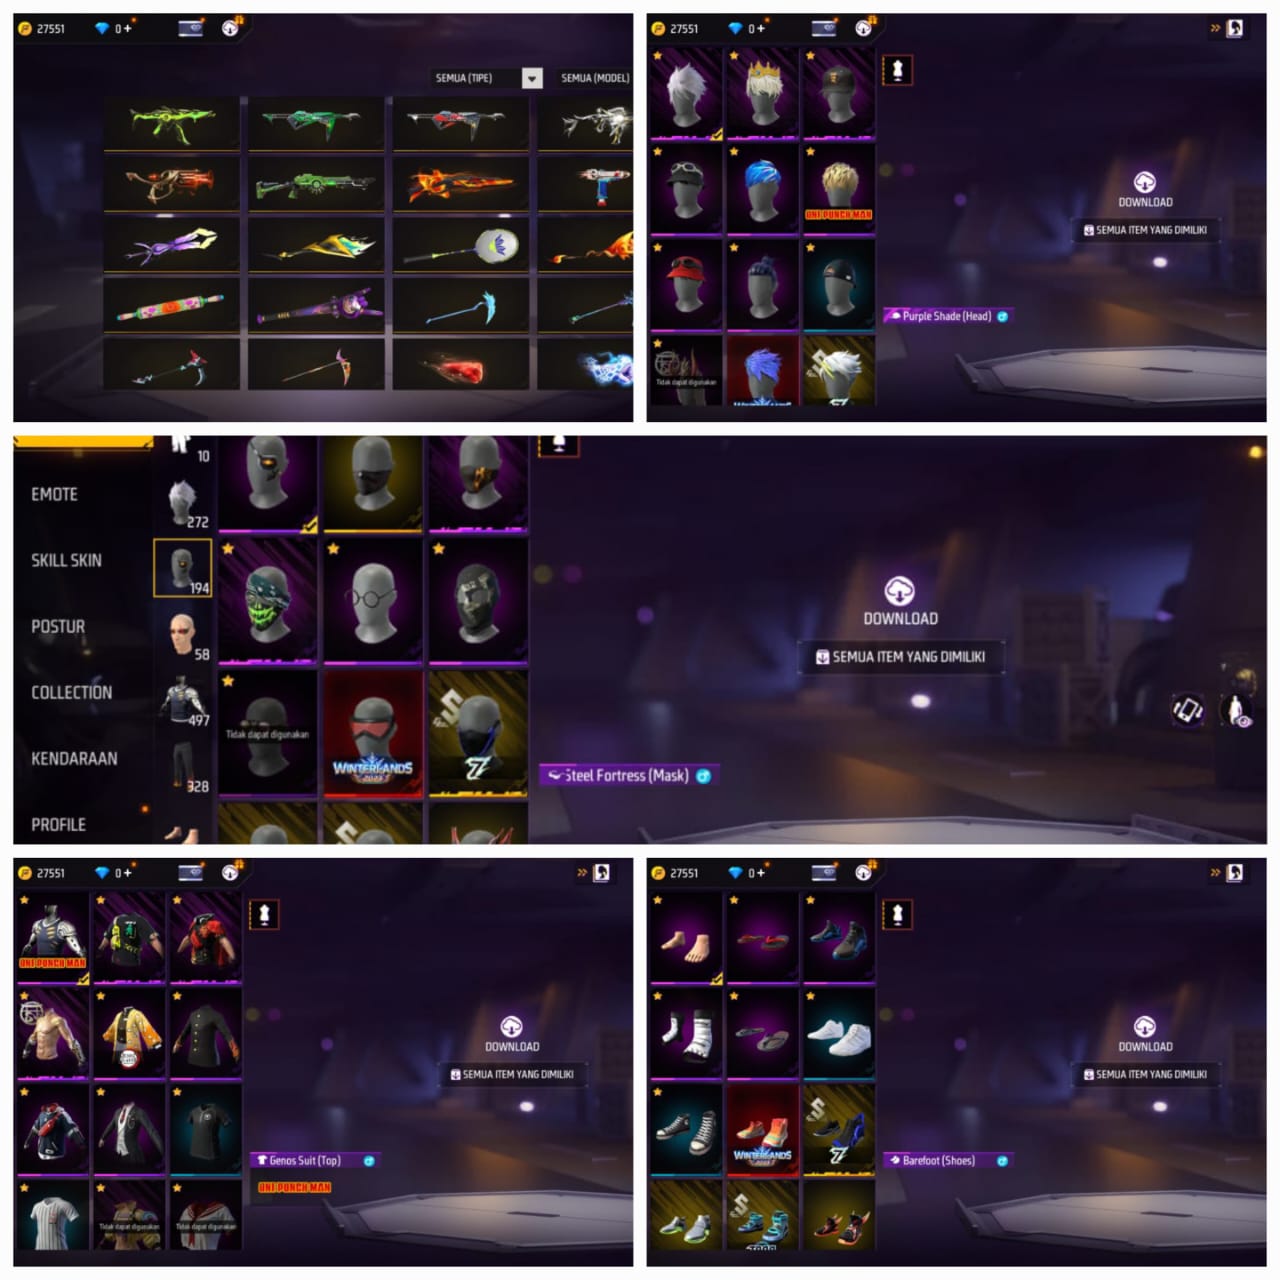 27551
0+
SEMUA (TIPE)
SEMUA (MODEL)
27551
0+
ONE PUNCH MAN
DOWNLOAD
SEMUA ITEM YANG DIMILIKI
Purple Shade (Head)
Tidak dapat digunakan
WINTERLANDS
10
EMOTE
272
SKILL SKIN
194
POSTUR
58
COLLECTION
497
KENDARAAN
328
PROFILE
Tidak dapat digunakan
WINTERLANDS
2023
DOWNLOAD
SEMUA ITEM YANG DIMILIKI
Steel Fortress (Mask)
27551
0+
ONE PUNCH MAN
DOWNLOAD
SEMUA ITEM YANG DIMILIKI
Genos Suit (Top)
ONE PUNCH MAN
Tidak dapat digunakan
Tidak dapat digunakan
27551
0+
DOWNLOAD
SEMUA ITEM YANG DIMILIKI
WINTERLANDS
2023
Barefoot (Shoes)